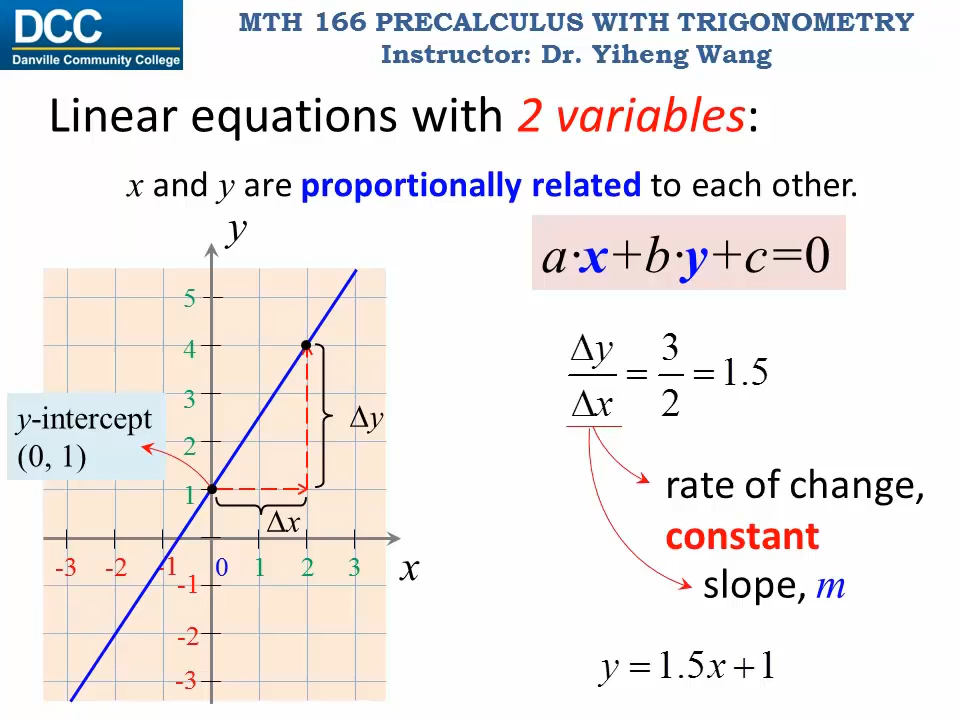 DCC
Danville Community College
MTH 166 PRECALCULUS WITH TRIGONOMETRY
Instructor: Dr. Yiheng Wang
Linear equations with 2 variables:
x and y are proportionally related to each other.
y
a·x+b·y+c=0
5
4
3
2
1
Δy/Δx = 3/2 = 1.5
y-intercept
(0, 1)
Δy
Δx
-3 -2 -1 0 1 2 3 x
-1
-2
-3
rate of change,
constant
slope, m
y = 1.5x + 1